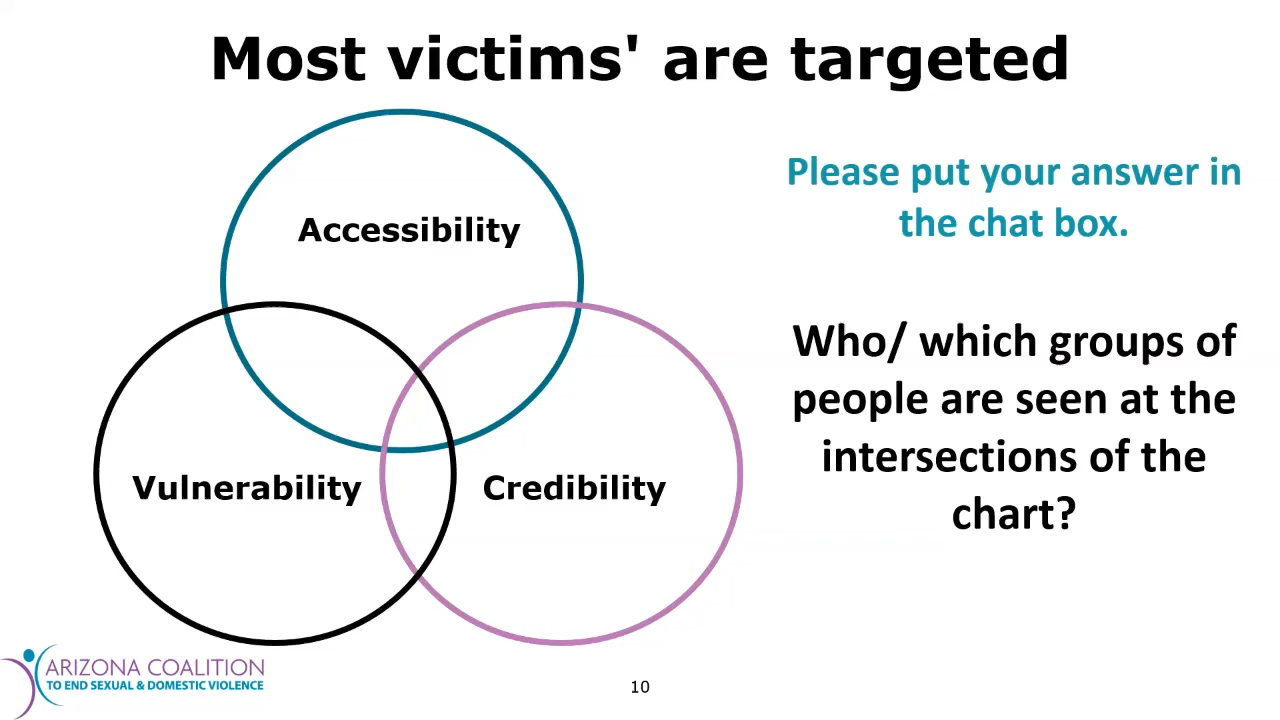 Most victims' are targeted
Accessibility
Vulnerability
Credibility
Please put your answer in
the chat box.
Who/ which groups of
people are seen at the
intersections of the
chart?
ARIZONA COALITION
TO END SEXUAL & DOMESTIC VIOLENCE
10